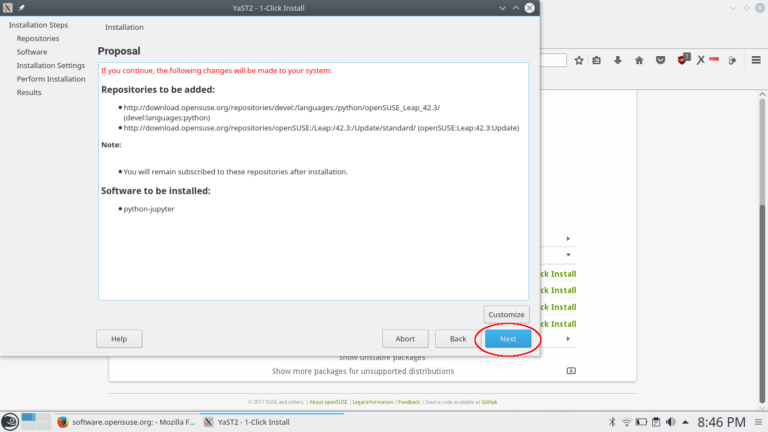 YaST2 - 1-Click Install
Installation Steps
Repositories
Software
Installation Settings
Perform Installation
Results
Installation
Proposal
If you continue, the following changes will be made to your system:
Repositories to be added:
http://download.opensuse.org/repositories/devel:/languages:/python/openSUSE_Leap_42.3/
(devel:languages:python)
http://download.opensuse.org/repositories/openSUSE:/Leap:/42.3:/Update/standard/ (openSUSE:Leap:42.3:Update)
Note:
You will remain subscribed to these repositories after installation.
Software to be installed:
python-jupyter
Customize
Help
Abort
Back
Next
1
ck Install
ck Install
ck Install
ck Install
Show unstable packages
Show more packages for unsupported distributions
© 2017 SUSE and others. | About openSUSE | Legal information | Feedback | Source code available at GitHub
software.opensuse.org: - Mozilla F...
YaST2 - 1-Click Install
8:46 PM